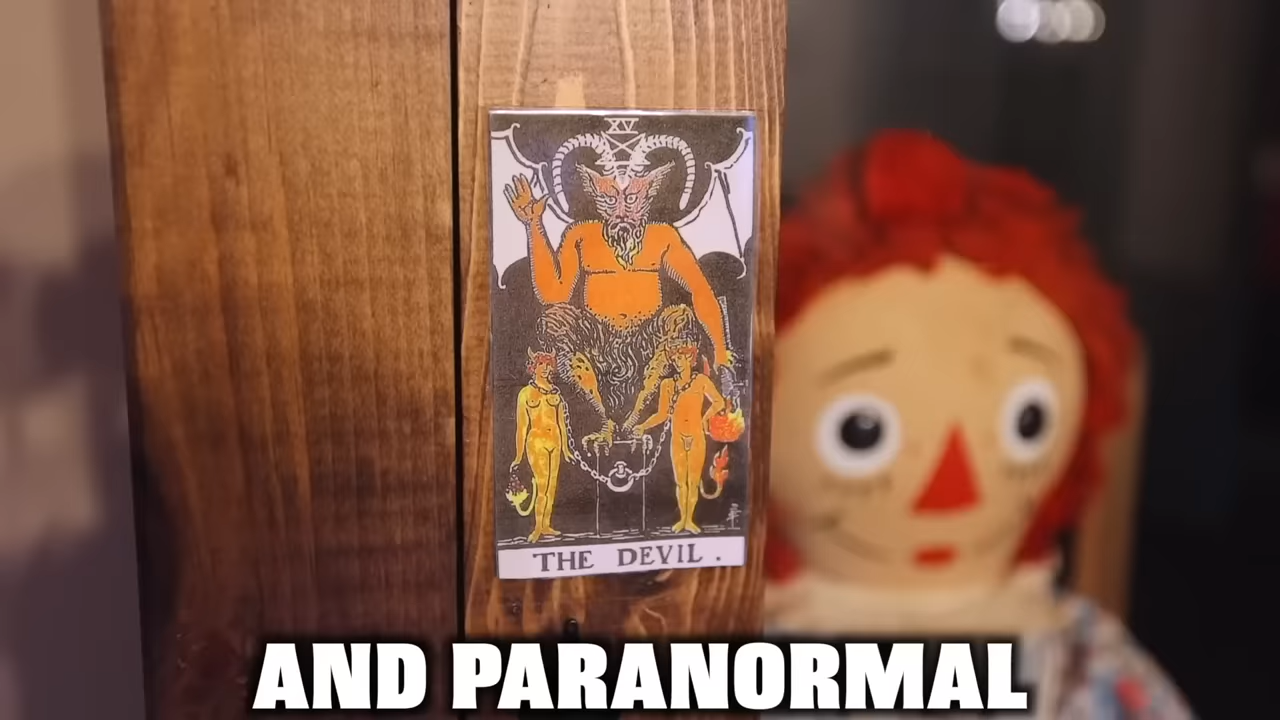 XV
THE DEVIL.
AND PARANORMAL